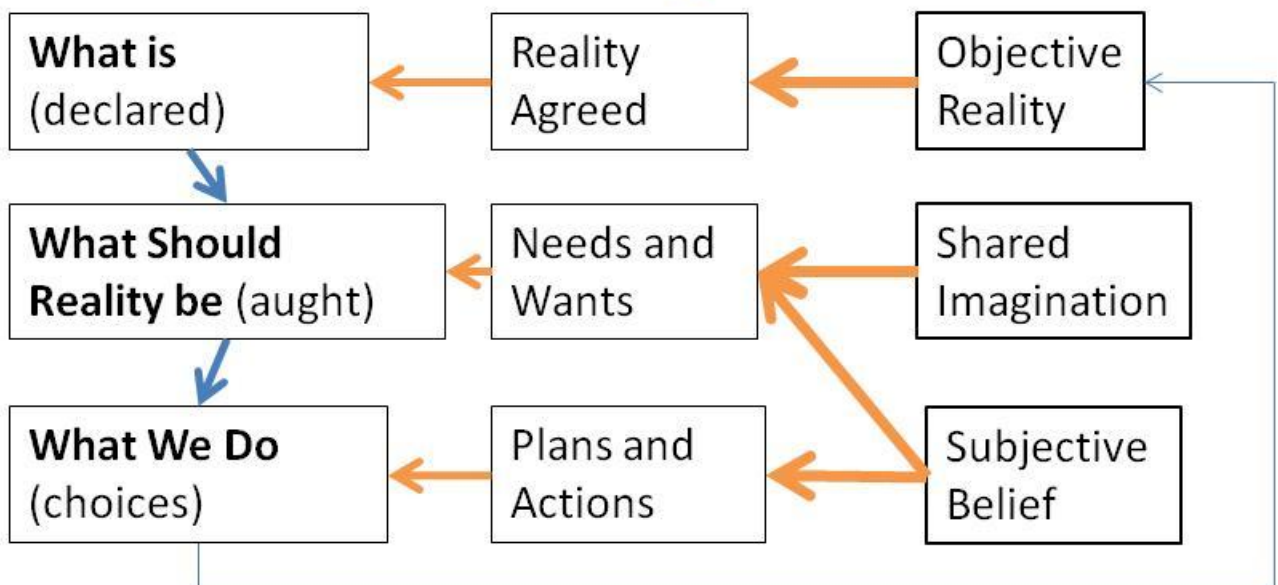 What is
(declared)
Reality
Agreed
Objective
Reality
What Should
Reality be (aught)
Needs and
Wants
Shared
Imagination
What We Do
(choices)
Plans and
Actions
Subjective
Belief